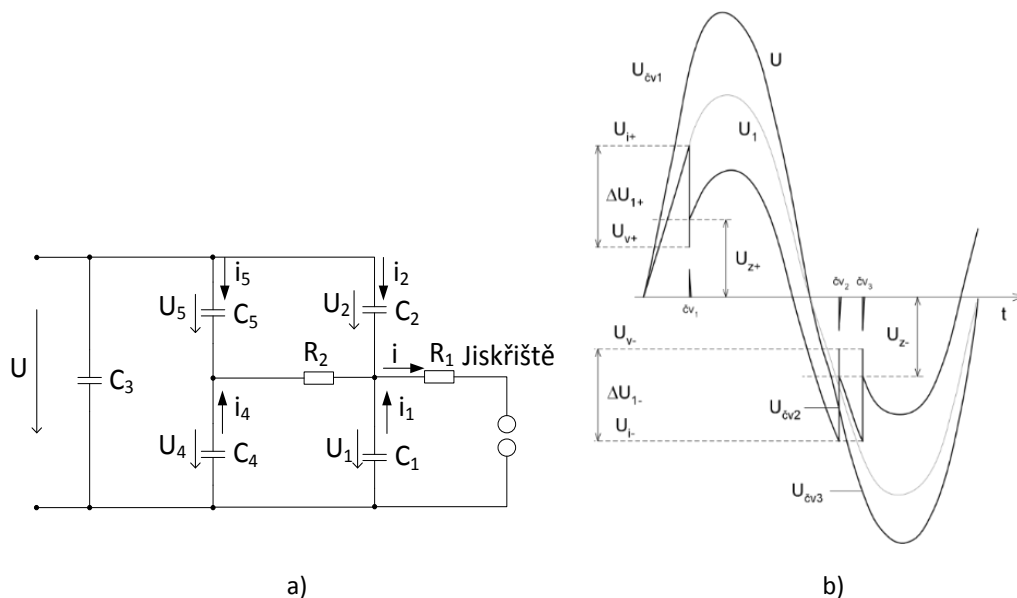 U
C3
i5
U5
C5
i2
U2
C2
R2
i
R1
Jiskřiště
i4
U4
C4
i1
U1
C1
a)
Učv1
U
Ui+
U1
ΔU1+
Uv+
Uz+
čv1
čv2
čv3
t
Uv-
Uz-
ΔU1-
Učv2
Ui-
Učv3
b)